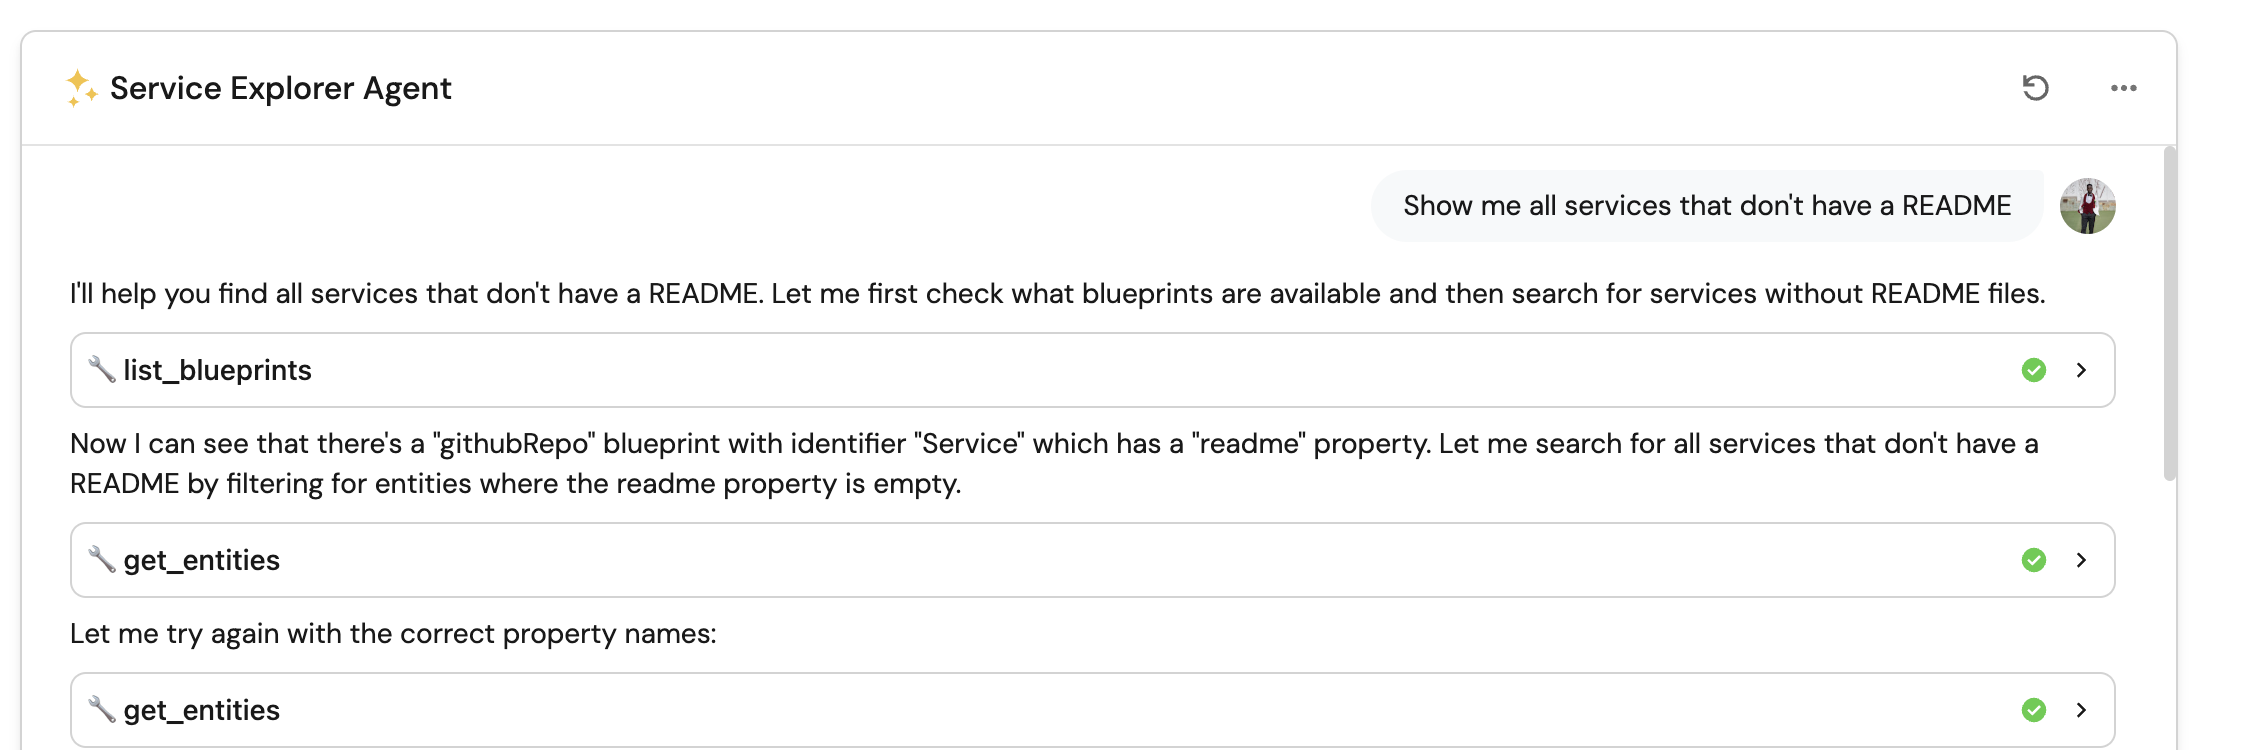 Service Explorer Agent
Show me all services that don't have a README
I'll help you find all services that don't have a README. Let me first check what blueprints are available and then search for services without README files.
list_blueprints
Now I can see that there's a "githubRepo" blueprint with identifier "Service" which has a "readme" property. Let me search for all services that don't have a
README by filtering for entities where the readme property is empty.
get_entities
Let me try again with the correct property names:
get_entities